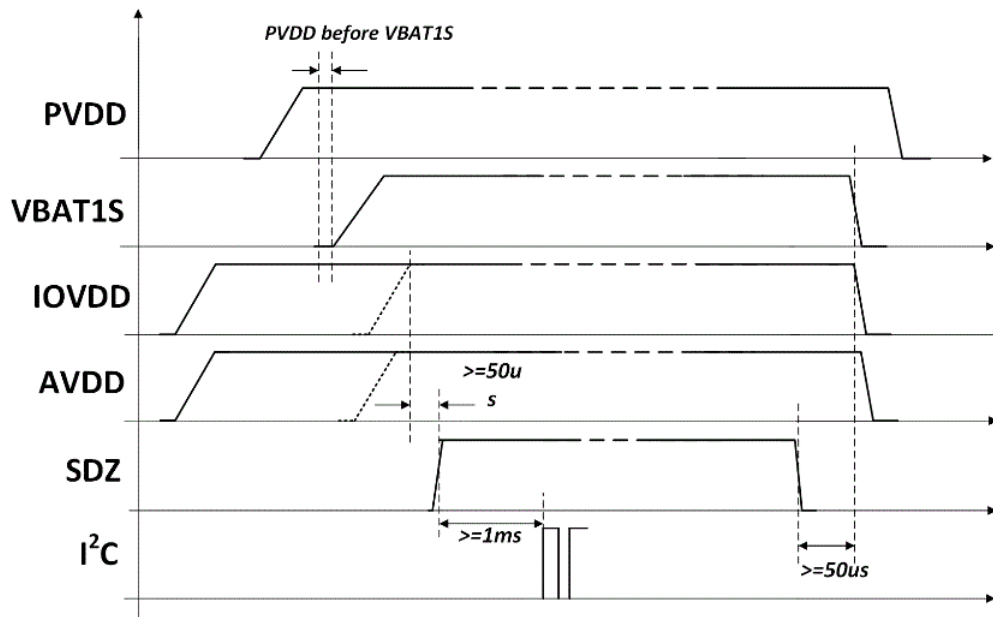 PVDD before VBAT1S
PVDD
VBAT1S
IOVDD
AVDD
>=50u
s
SDZ
>=1ms
I²C
>=50us